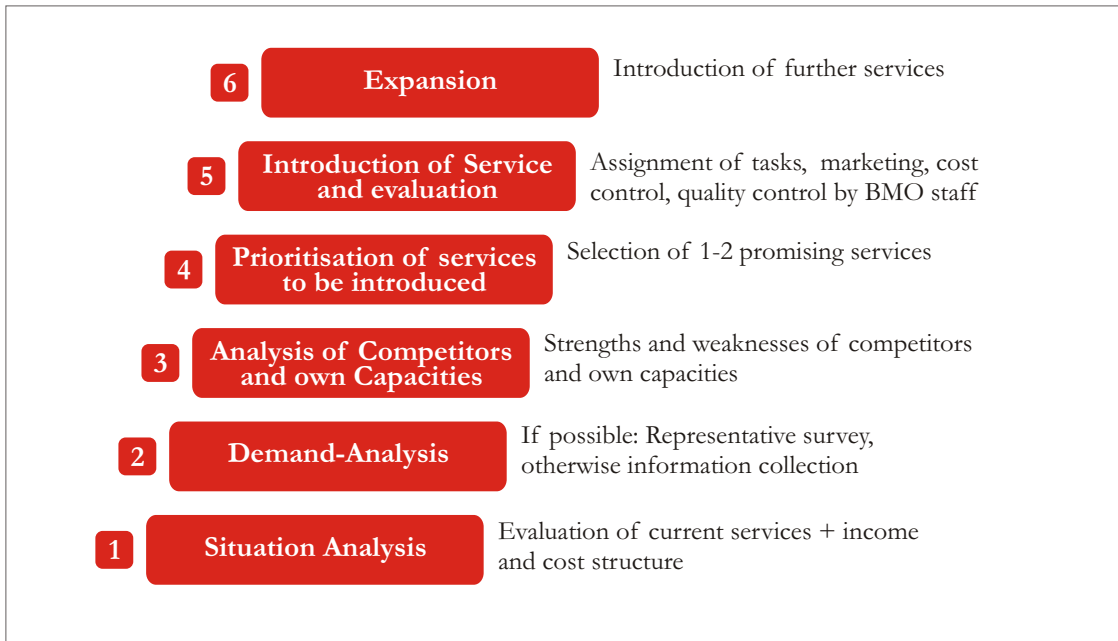 6
Expansion
Introduction of further services
5
Introduction of Service
and evaluation
Assignment of tasks, marketing, cost
control, quality control by BMO staff
4
Prioritisation of services
to be introduced
Selection of 1-2 promising services
3
Analysis of Competitors
and own Capacities
Strengths and weaknesses of competitors
and own capacities
2
Demand-Analysis
If possible: Representative survey,
otherwise information collection
1
Situation Analysis
Evaluation of current services + income
and cost structure